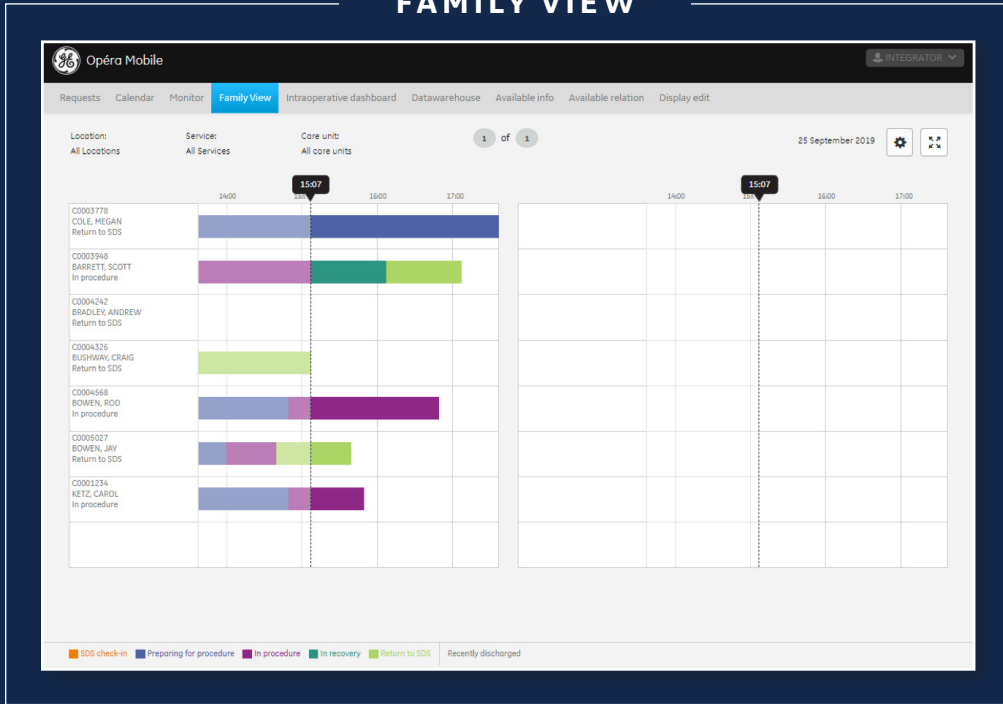 FAMILY VIEW
Opéra Mobile
INTEGRATOR
Requests Calendar Monitor Family View Intraoperative dashboard Datawarehouse Available info Available relation Display edit
Location: Service: Care unit:
All Locations All Services All care units
1 of 1
25 September 2019
15:07 15:07
14:00 16:00 17:00 14:00 16:00 17:00
C0003778
COLE, MEGAN
Return to SDS
C0003948
BARRETT, SCOTT
In procedure
C0004242
BRADLEY, ANDREW
Return to SDS
C0004326
BUSHWAY, CRAIG
Return to SDS
C0004568
BOWEN, ROD
In procedure
C0005027
BOWEN, JAY
Return to SDS
C0001234
KETZ, CAROL
In procedure
SDS check-in Preparing for procedure In procedure In recovery Return to SDS Recently discharged